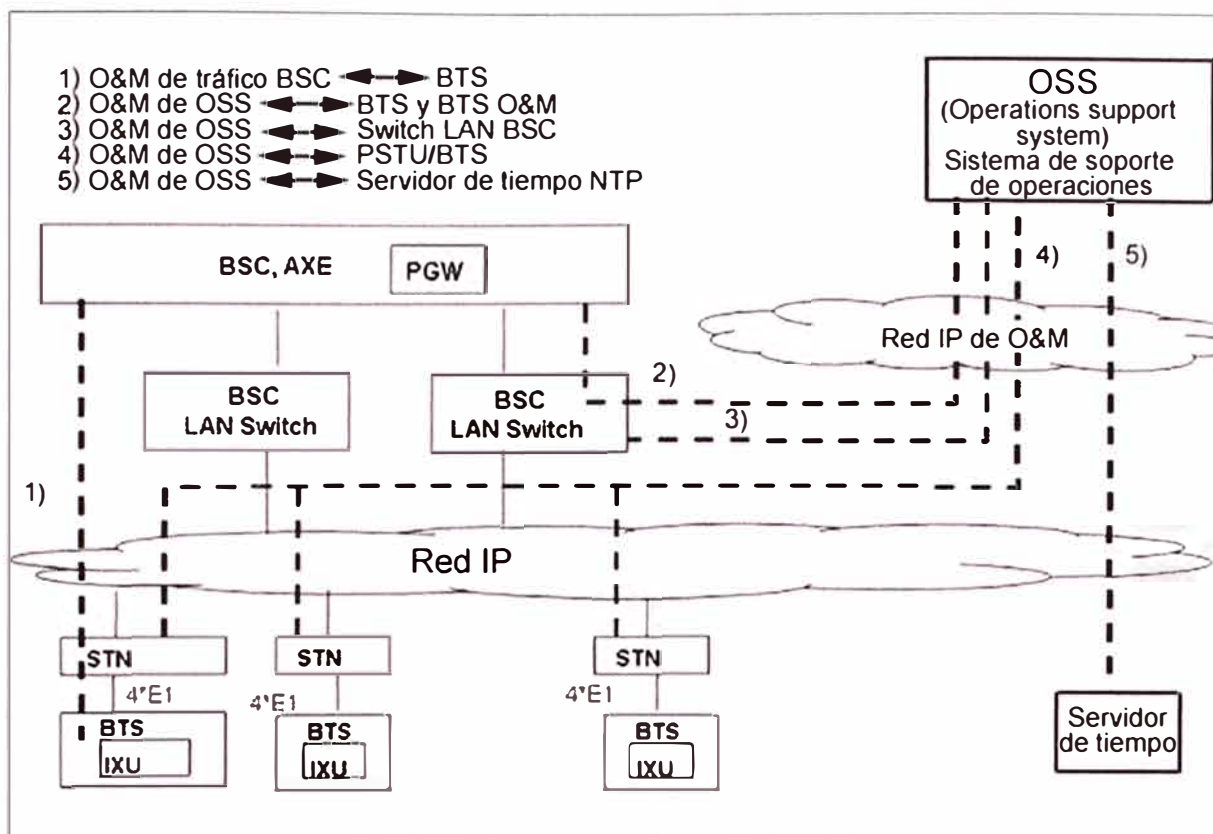 1) O&M de tráfico BSC BTS
2) O&M de OSS BTS y BTS O&M
3) O&M de OSS Switch LAN BSC
4) O&M de OSS PSTU/BTS
5) O&M de OSS Servidor de tiempo NTP
OSS
(Operations support
system)
Sistema de soporte
de operaciones
BSC, AXE
PGW
4)
5)
Red IP de O&M
BSC
LAN Switch
BSC
LAN Switch
2)
3)
1)
Red IP
STN
STN
STN
4*E1
4*E1
4*E1
BTS
IXU
BTS
IXU
BTS
IXU
Servidor
de tiempo